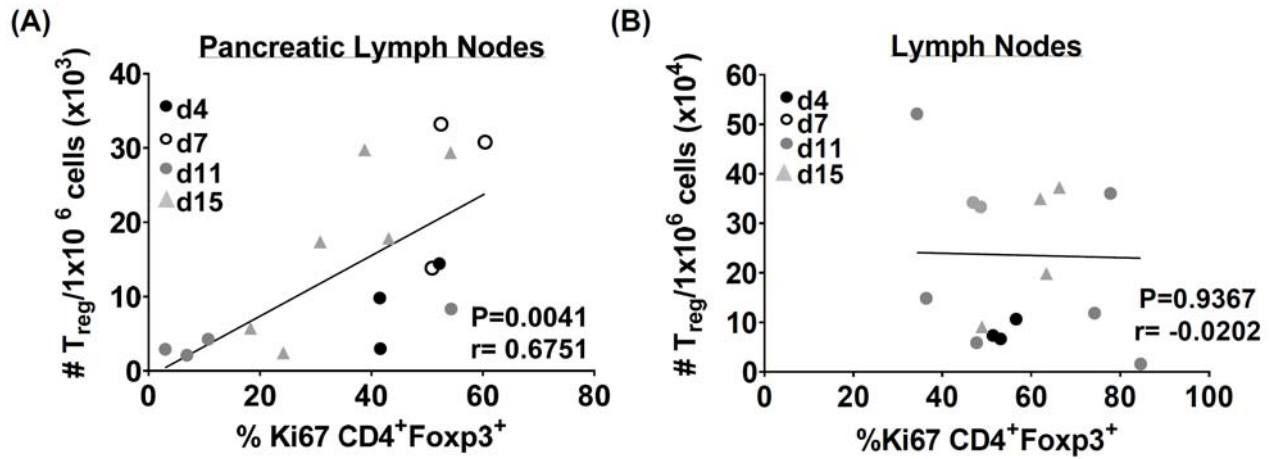 (A)
Pancreatic Lymph Nodes
# Treg/1x10 6 cells (x10³)
40
30
20
10
0
d4
d7
d11
d15
P=0.0041
r= 0.6751
0 20 40 60 80
% Ki67 CD4⁺Foxp3⁺
(B)
Lymph Nodes
# Treg/1x10⁶ cells (x10⁴)
60
50
40
30
20
10
0
d4
d7
d11
d15
P=0.9367
r= -0.0202
0 20 40 60 80 100
%Ki67 CD4⁺Foxp3⁺